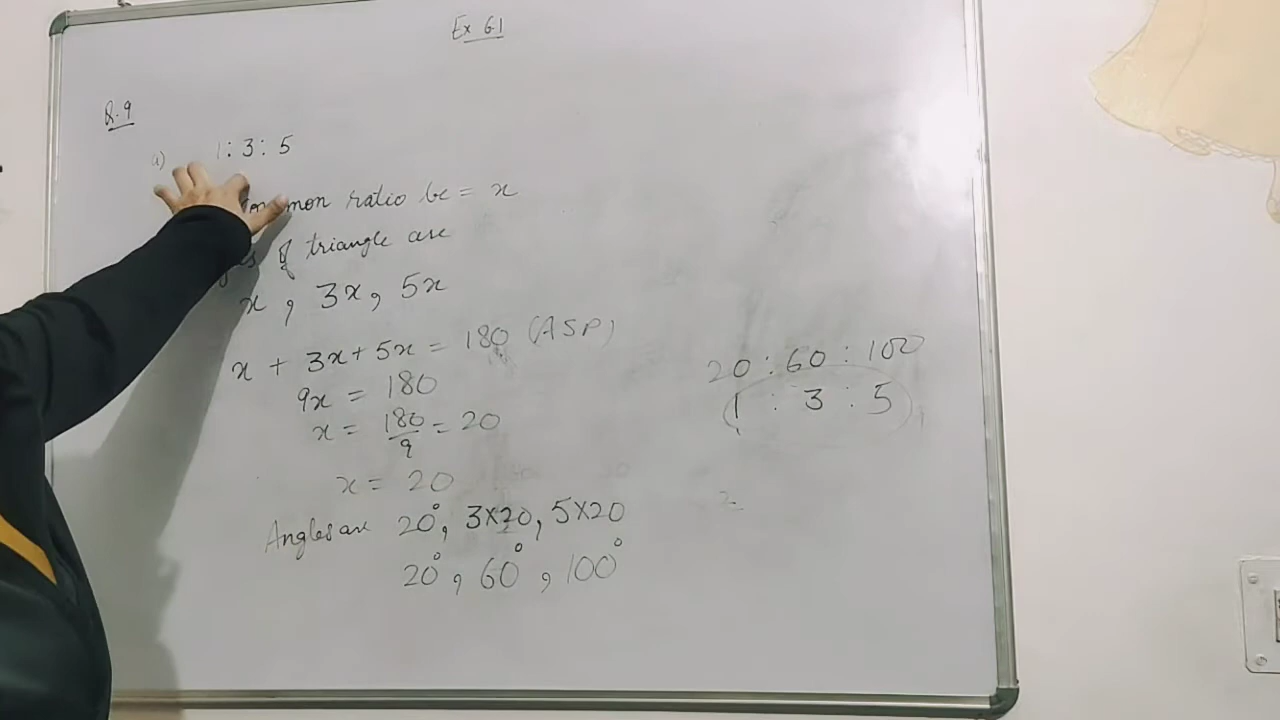 Ex 6.1
Q.9
a) 1 : 3 : 5
mon ratio be = x
of triangle are
x , 3x, 5x
x + 3x + 5x = 180 (ASP)
9x = 180
x = 180/9 = 20
x = 20
Angles are 20°, 3×20, 5×20
20°, 60°, 100°
20 : 60 : 100
1 : 3 : 5